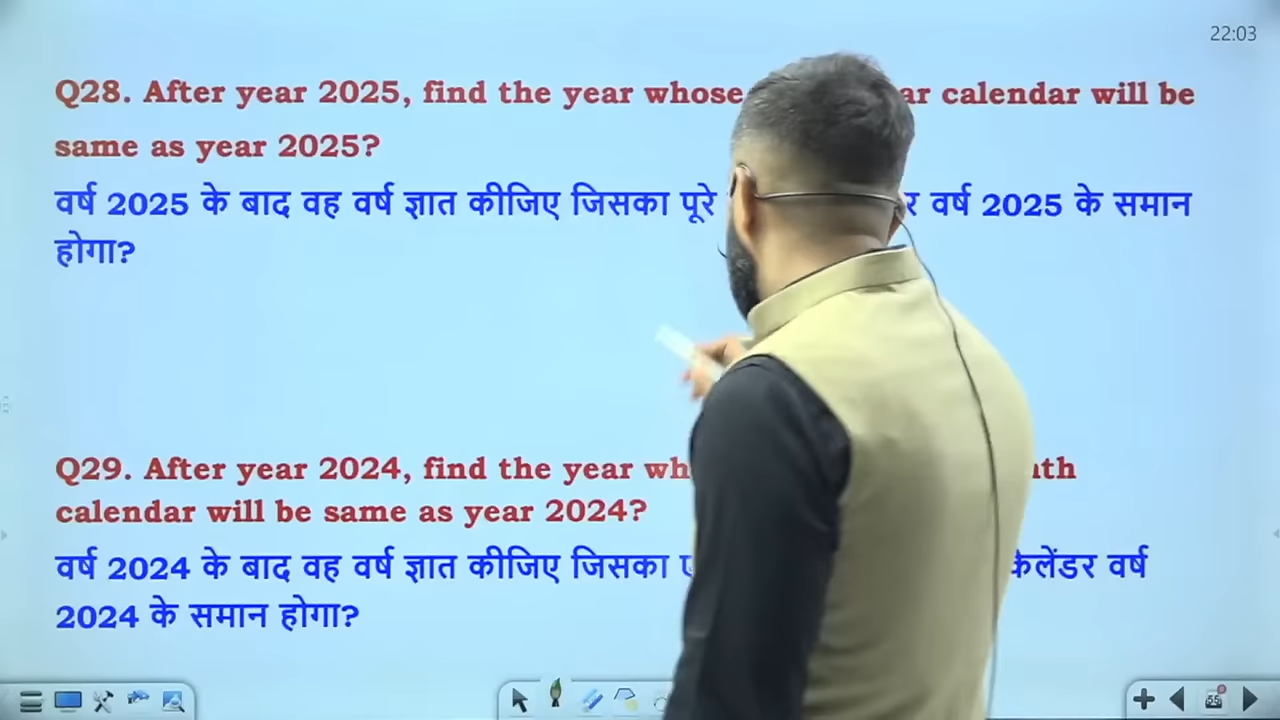 22:03
Q28. After year 2025, find the year whose ar calendar will be
same as year 2025?
वर्ष 2025 के बाद वह वर्ष ज्ञात कीजिए जिसका पूरे र वर्ष 2025 के समान
होगा?
Q29. After year 2024, find the year wh nth
calendar will be same as year 2024?
वर्ष 2024 के बाद वह वर्ष ज्ञात कीजिए जिसका कैलेंडर वर्ष
2024 के समान होगा?